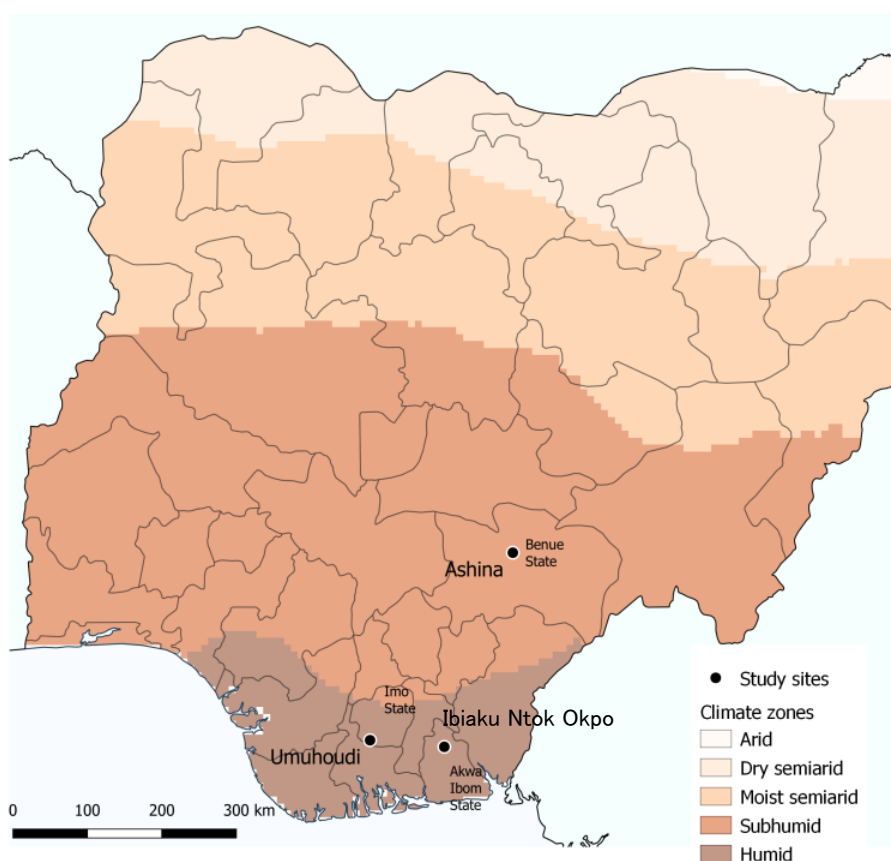 Benue
State
Ashina
Imo
State
Ibiaku Ntok Okpo
Umuhoudi
Akwa
Ibom
State
0 100 200 300 km
Study sites
Climate zones
Arid
Dry semiarid
Moist semiarid
Subhumid
Humid